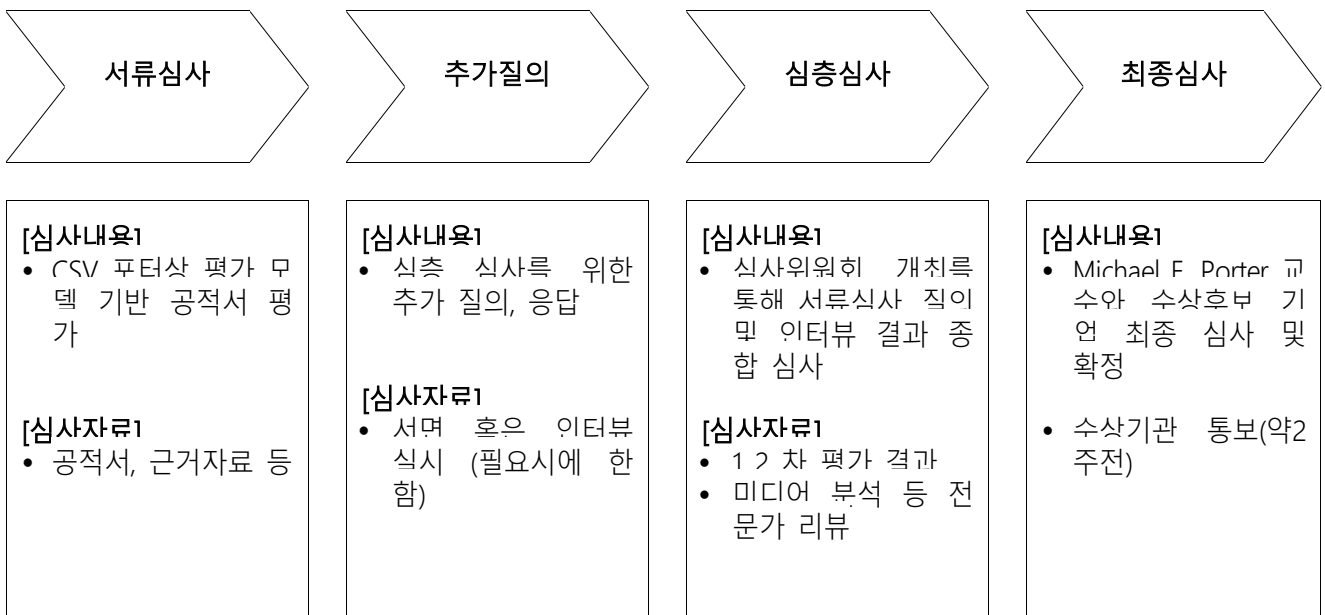 서류심사
추가질의
심층심사
최종심사
[심사내용]
• CSV 포터상 평가 모
델 기반 공적서 평
가
[심사자료]
• 공적서, 근거자료 등
[심사내용]
• 심층 심사를 위한
추가 질의, 응답
[심사자료]
• 서면 혹은 인터뷰
실시 (필요시에 한
함)
[심사내용]
• 심사위원회 개최를
통해 서류심사 질의
및 인터뷰 결과 종
합 심사
[심사자료]
• 1,2 차 평가 결과
• 미디어 분석 등 전
문가 리뷰
[심사내용]
• Michael E. Porter 교
수와 수상후보 기
업 최종 심사 및
확정
• 수상기관 통보(약2
주전)